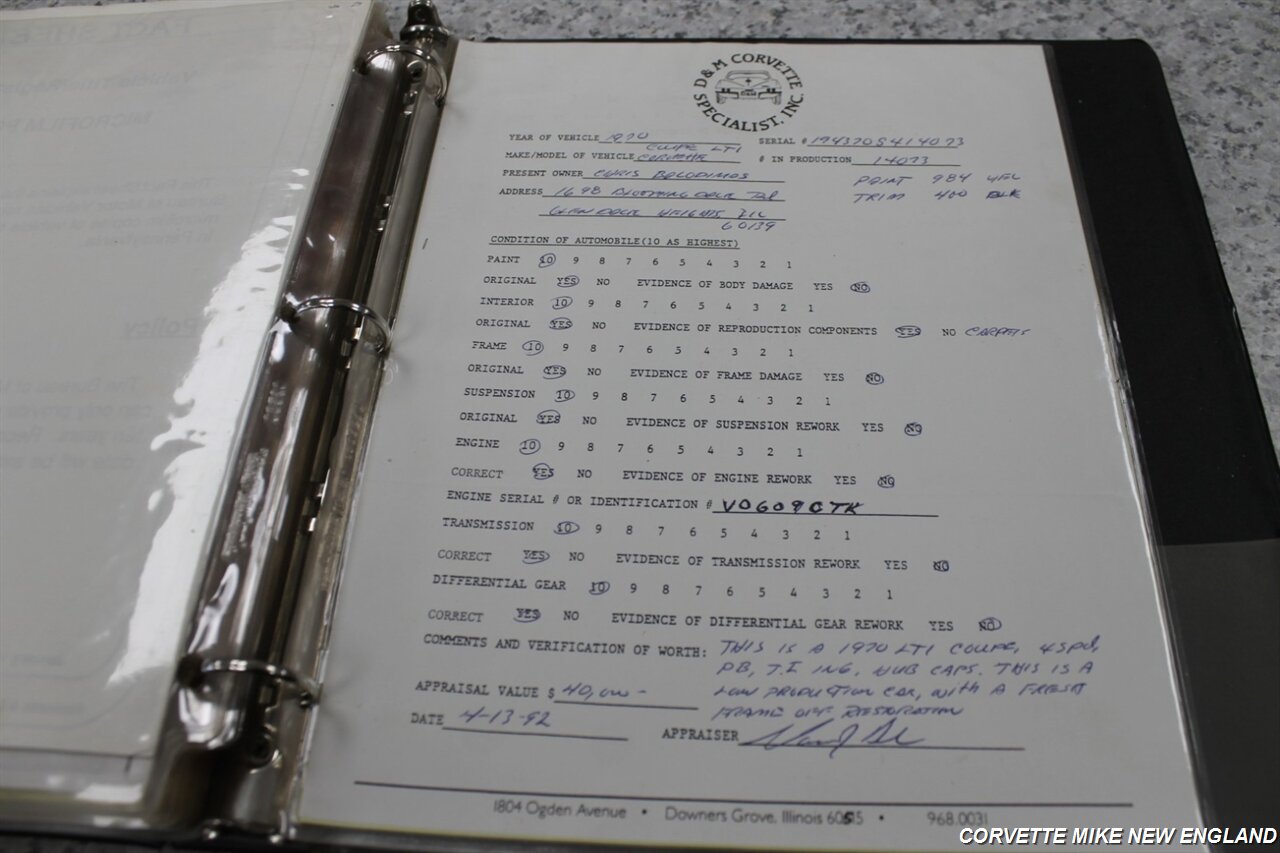 D&M CORVETTE
SPECIALIST, INC.
YEAR OF VEHICLE 1970 SERIAL # 194370S414073
COUPE LT1
MAKE/MODEL OF VEHICLE CORVETTE # IN PRODUCTION 14073
PRESENT OWNER CHRIS PAINT 984
ADDRESS 1698 TRIM 400 BLK
GLENDALE HEIGHTS ILL
60139
CONDITION OF AUTOMOBILE(10 AS HIGHEST)
PAINT 10 9 8 7 6 5 4 3 2 1
ORIGINAL YES NO EVIDENCE OF BODY DAMAGE YES NO
INTERIOR 10 9 8 7 6 5 4 3 2 1
ORIGINAL YES NO EVIDENCE OF REPRODUCTION COMPONENTS YES NO CARPETS
FRAME 10 9 8 7 6 5 4 3 2 1
ORIGINAL YES NO EVIDENCE OF FRAME DAMAGE YES NO
SUSPENSION 10 9 8 7 6 5 4 3 2 1
ORIGINAL YES NO EVIDENCE OF SUSPENSION REWORK YES NO
ENGINE 10 9 8 7 6 5 4 3 2 1
CORRECT YES NO EVIDENCE OF ENGINE REWORK YES NO
ENGINE SERIAL # OR IDENTIFICATION # V0609CTK
TRANSMISSION 10 9 8 7 6 5 4 3 2 1
CORRECT YES NO EVIDENCE OF TRANSMISSION REWORK YES NO
DIFFERENTIAL GEAR 10 9 8 7 6 5 4 3 2 1
CORRECT YES NO EVIDENCE OF DIFFERENTIAL GEAR REWORK YES NO
COMMENTS AND VERIFICATION OF WORTH: THIS IS A 1970 LT1 COUPE, 4SPD,
PB, T.I ING, HUB CAPS. THIS IS A
APPRAISAL VALUE $ 40,000 - LOW PRODUCTION CAR, WITH A FRESH
FRAME OFF RESTORATION
DATE 4-13-92 APPRAISER
1804 Ogden Avenue • Downers Grove, Illinois 60515 • 968.0031
CORVETTE MIKE NEW ENGLAND